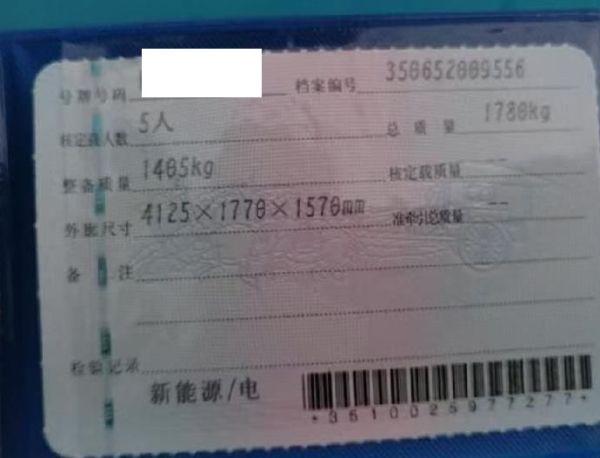 号牌号码 档案编号 350652009556
核定载人数 5人 总质量 1780kg
整备质量 1405kg 核定载质量 --
外廓尺寸 4125×1770×1570mm 准牵引总质量 --
备注
检验记录
新能源/电
*3510025977277*